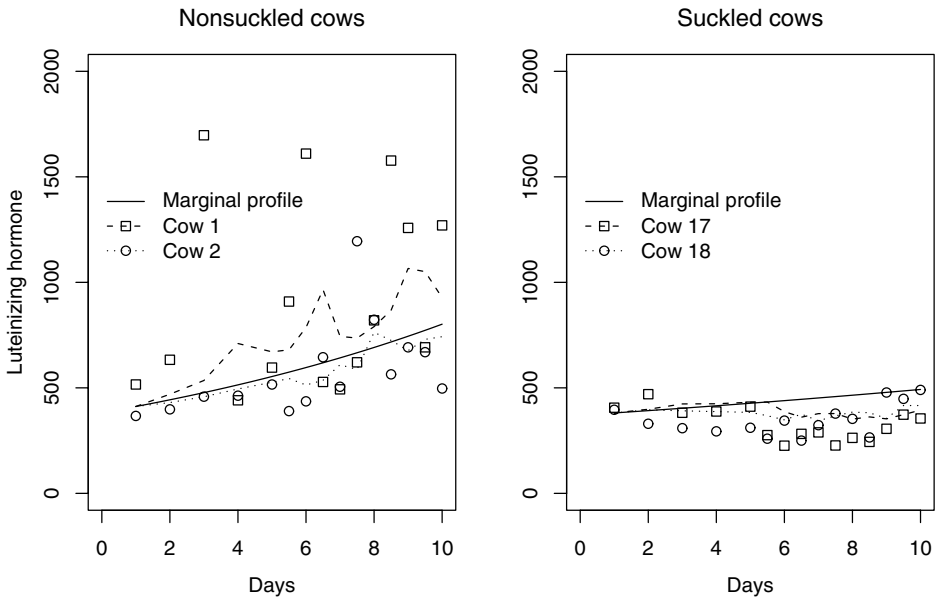 Nonsuckled cows
Luteinizing hormone
2000
1500
1000
500
0
Marginal profile
Cow 1
Cow 2
0 2 4 6 8 10
Days
Suckled cows
2000
1500
1000
500
0
Marginal profile
Cow 17
Cow 18
0 2 4 6 8 10
Days